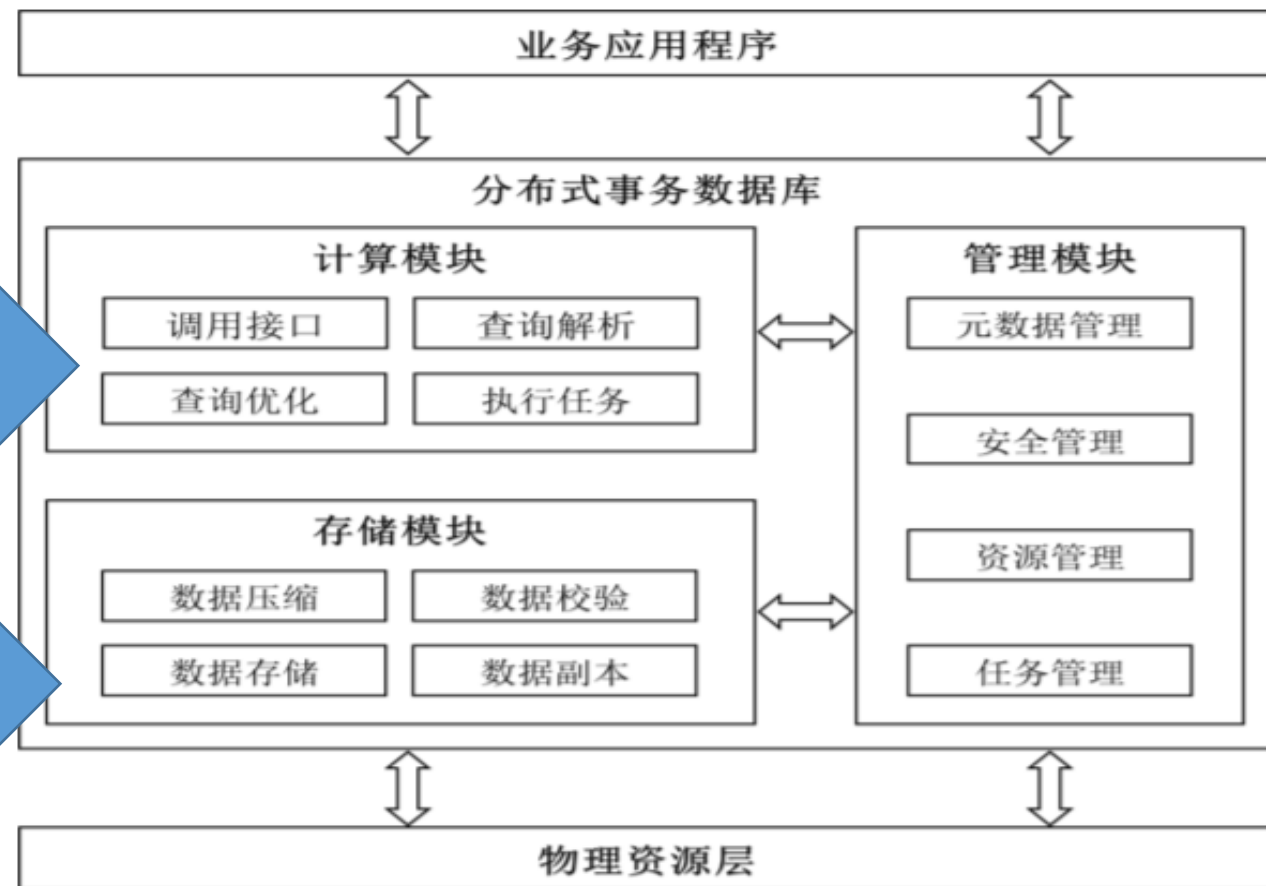 业务应用程序
分布式事务数据库
计算模块
调用接口
查询解析
查询优化
执行任务
存储模块
数据压缩
数据校验
数据存储
数据副本
管理模块
元数据管理
安全管理
资源管理
任务管理
物理资源层